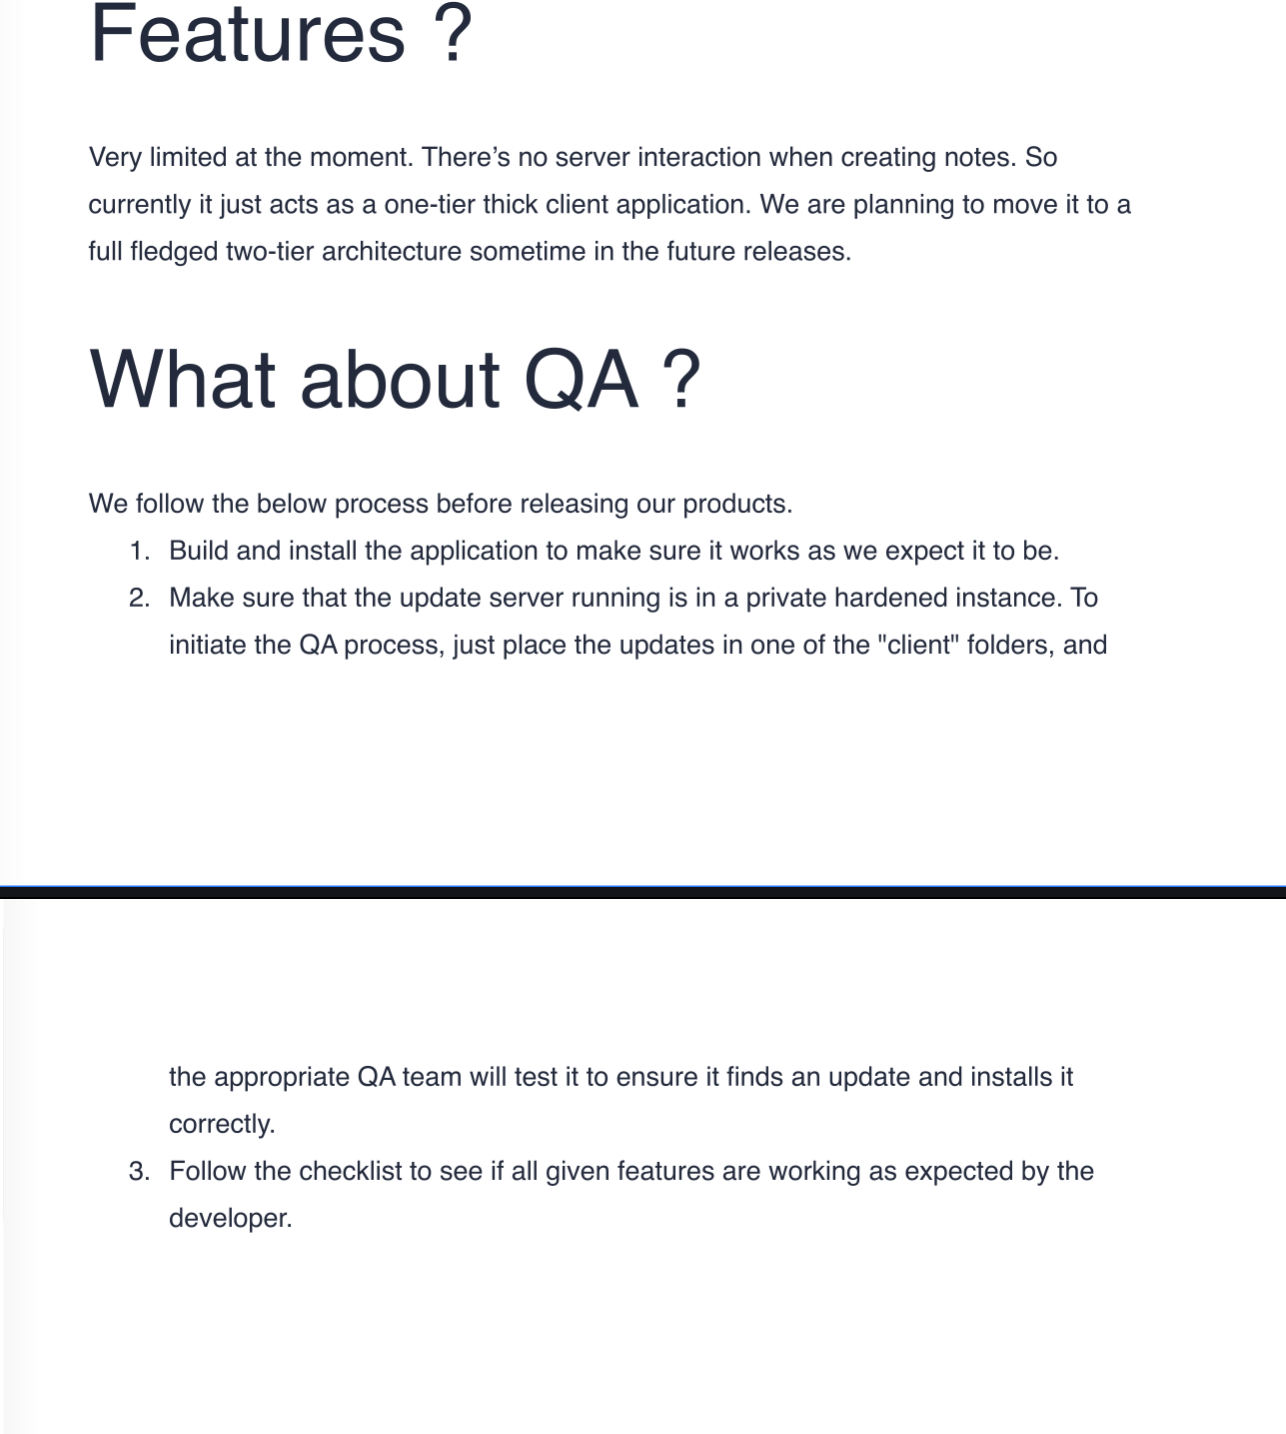 Features ?
Very limited at the moment. There’s no server interaction when creating notes. So
currently it just acts as a one-tier thick client application. We are planning to move it to a
full fledged two-tier architecture sometime in the future releases.
What about QA ?
We follow the below process before releasing our products.
1. Build and install the application to make sure it works as we expect it to be.
2. Make sure that the update server running is in a private hardened instance. To
initiate the QA process, just place the updates in one of the "client" folders, and
the appropriate QA team will test it to ensure it finds an update and installs it
correctly.
3. Follow the checklist to see if all given features are working as expected by the
developer.